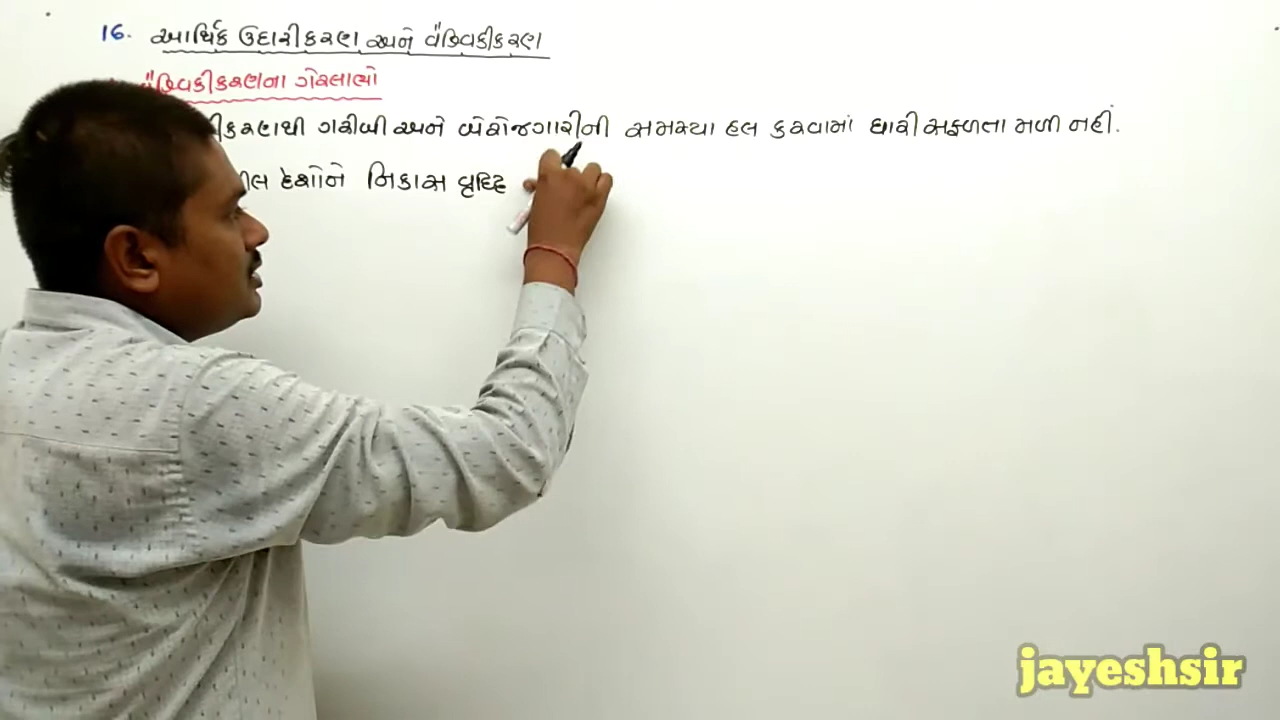 16. આર્થિક ઉદારીકરણ અને વૈશ્વિકીકરણ
વૈશ્વિકીકરણના ગેરલાભો
કરણથી ગરીબી અને બેરોજગારીની સમસ્યા હલ કરવામાં ધારી સફળતા મળી નહીં.
લ દેશોને નિકાસ વૃદ્ધિ
jayeshsir